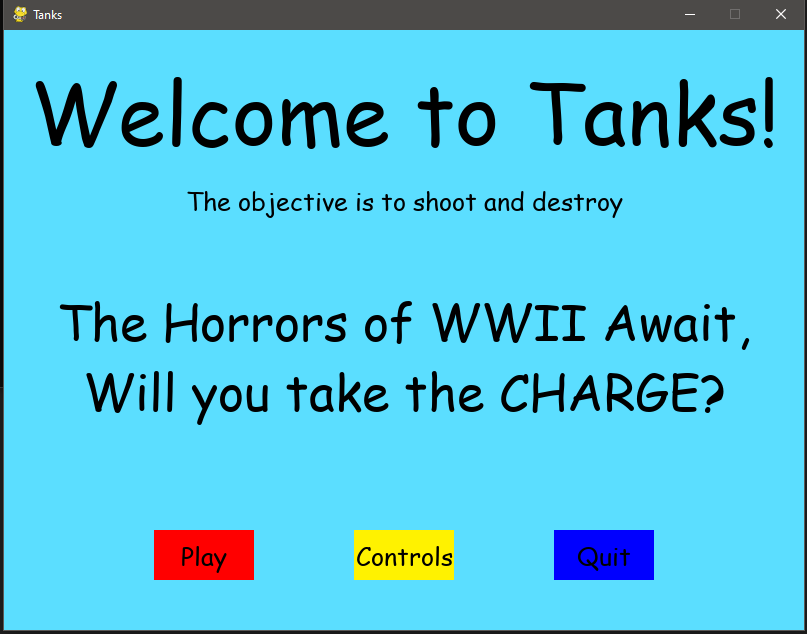 Tanks
Welcome to Tanks!
The objective is to shoot and destroy
The Horrors of WWII Await,
Will you take the CHARGE?
Play
Controls
Quit